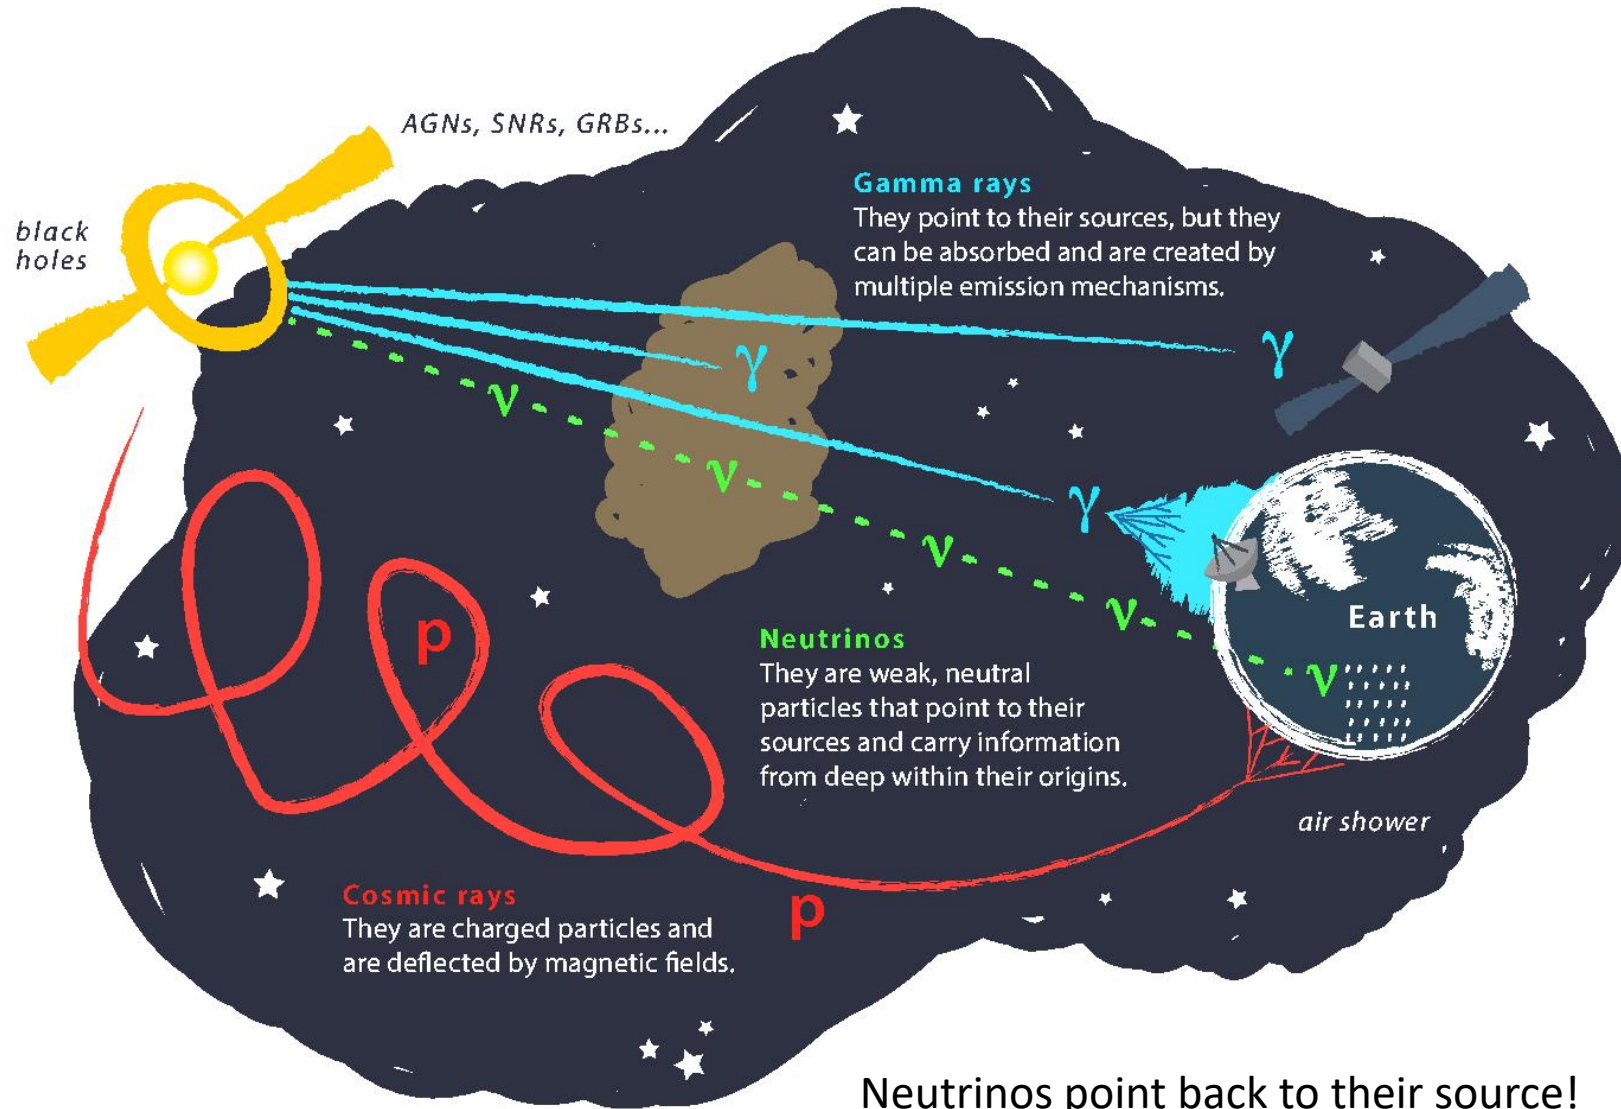 AGNs, SNRs, GRBs...
black
holes
Gamma rays
They point to their sources, but they
can be absorbed and are created by
multiple emission mechanisms.
γ
γ
ν
ν
γ
ν
ν
Earth
ν
p
Neutrinos
They are weak, neutral
particles that point to their
sources and carry information
from deep within their origins.
air shower
Cosmic rays
They are charged particles and
are deflected by magnetic fields.
p
Neutrinos point back to their source!